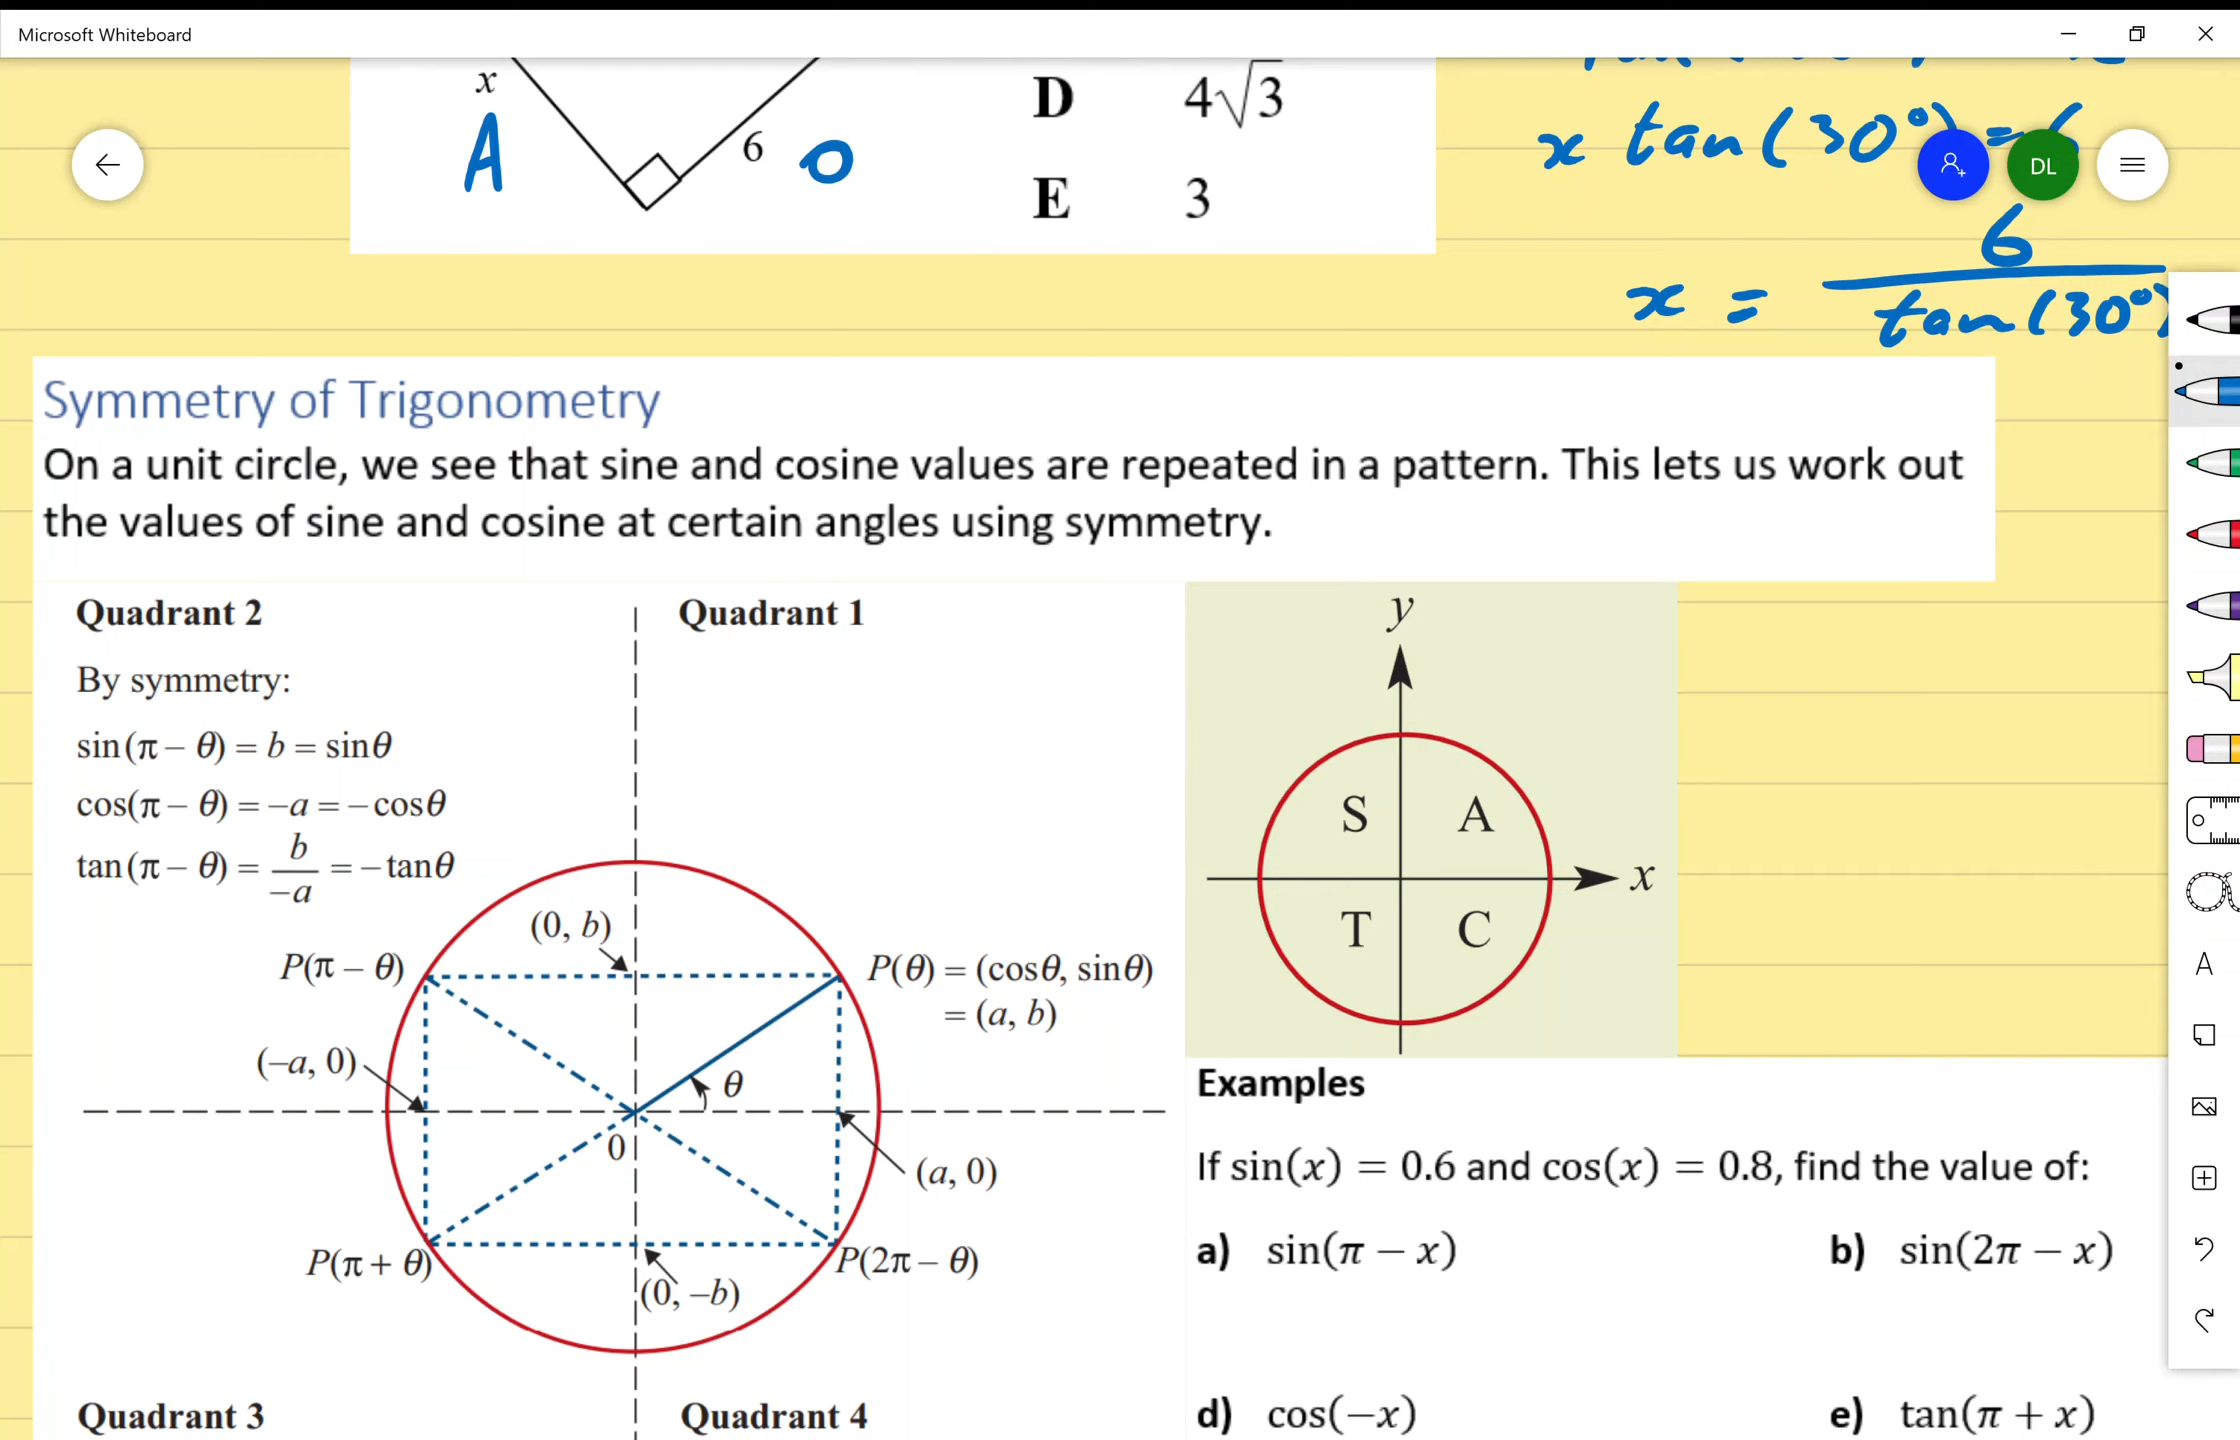 Microsoft Whiteboard
x
A
6
O
D 4√3
E 3
x tan(30°) =
DL
x = 6 / tan(30°)
Symmetry of Trigonometry
On a unit circle, we see that sine and cosine values are repeated in a pattern. This lets us work out
the values of sine and cosine at certain angles using symmetry.
Quadrant 2
Quadrant 1
By symmetry:
sin(π − θ) = b = sinθ
cos(π − θ) = −a = −cosθ
tan(π − θ) = b / −a = −tanθ
(0, b)
P(π − θ)
P(θ) = (cosθ, sinθ)
= (a, b)
(−a, 0)
θ
0
(a, 0)
P(π + θ)
P(2π − θ)
(0, −b)
Quadrant 3
Quadrant 4
y
S A
x
T C
Examples
If sin(x) = 0.6 and cos(x) = 0.8, find the value of:
a) sin(π − x)
b) sin(2π − x)
d) cos(−x)
e) tan(π + x)
A